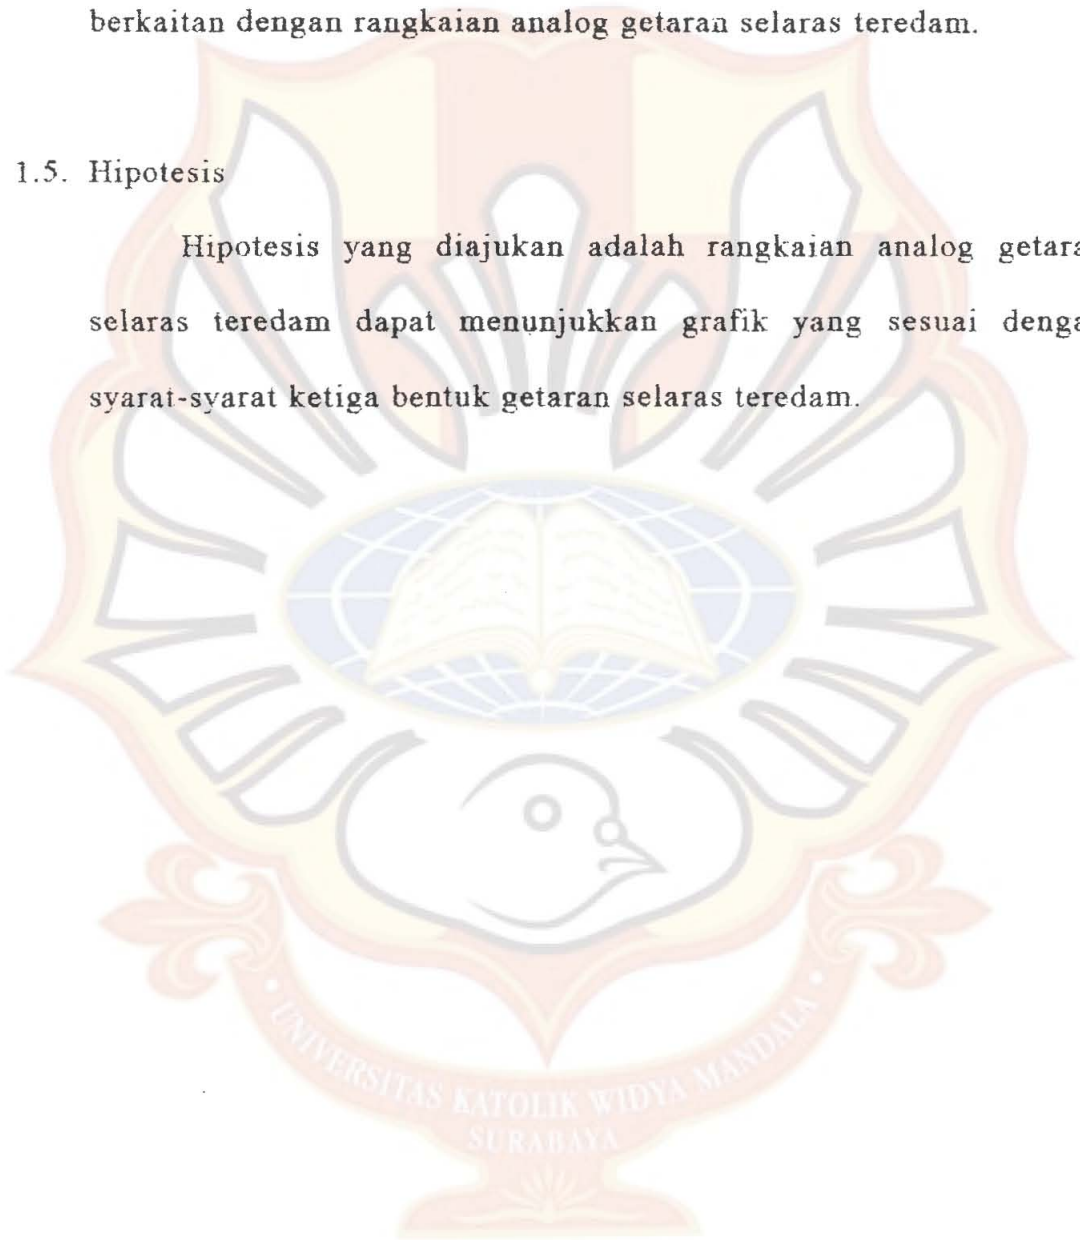 berkaitan dengan rangkaian analog getaran selaras teredam.
1.5. Hipotesis
Hipotesis yang diajukan adalah rangkaian analog getara
selaras teredam dapat menunjukkan grafik yang sesuai denga
syarat-syarat ketiga bentuk getaran selaras teredam.
UNIVERSITAS KATOLIK WIDYA MANDALA
SURABAYA